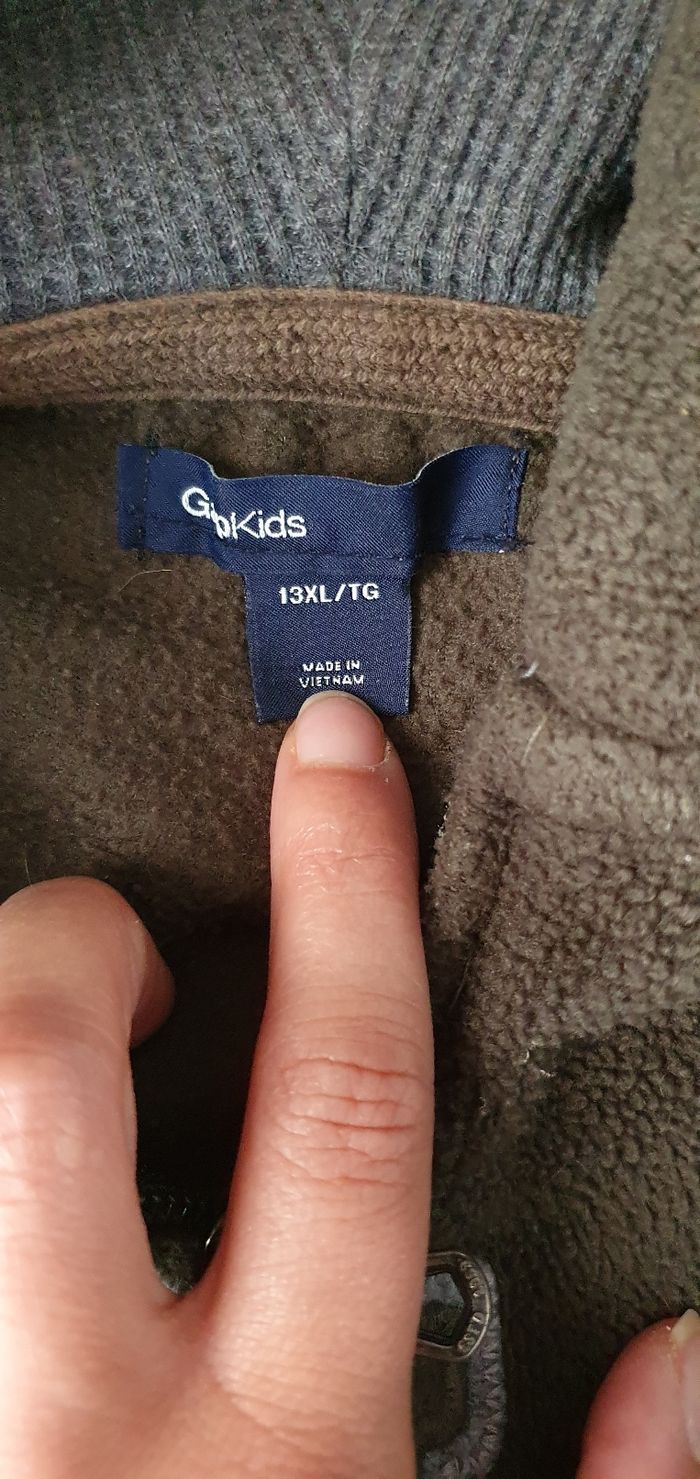 GapKids
13XL/TG
MADE IN
VIETNAM